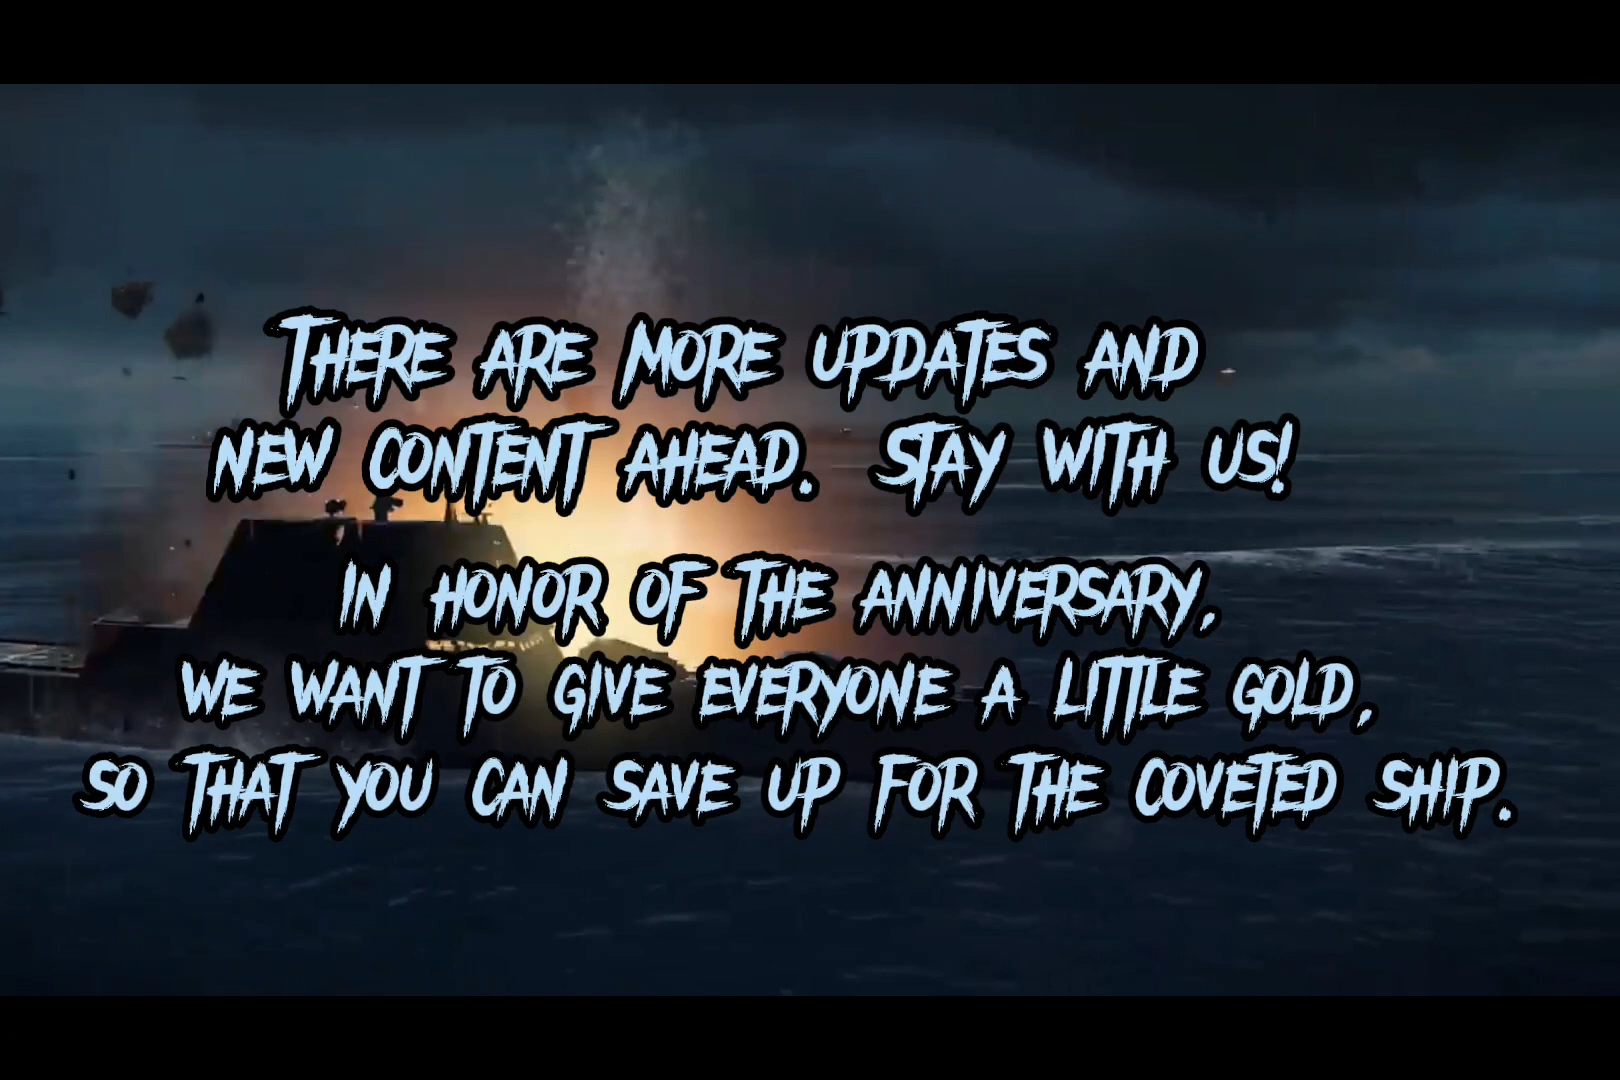 There are more updates and
new content ahead. Stay with us!
In honor of the anniversary,
we want to give everyone a little gold,
so that you can save up for the coveted ship.